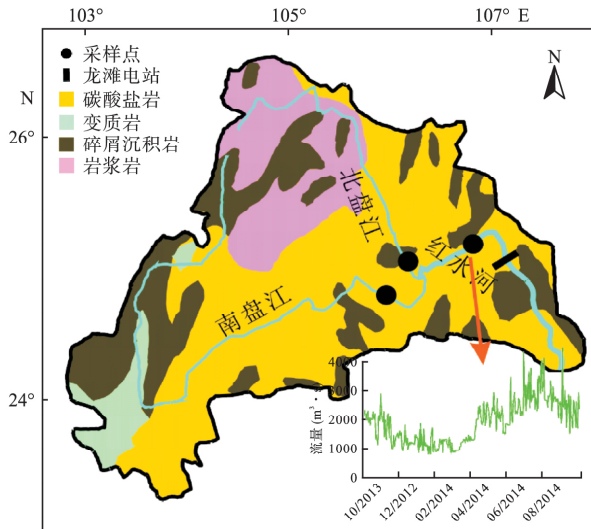 103°
105°
107° E
N
26°
24°
采样点
龙滩电站
碳酸盐岩
变质岩
碎屑沉积岩
岩浆岩
N
北盘江
红水河
南盘江
流量 (m³·
4000
3000
2000
1000
0
10/2013
12/2012
02/2014
04/2014
06/2014
08/2014